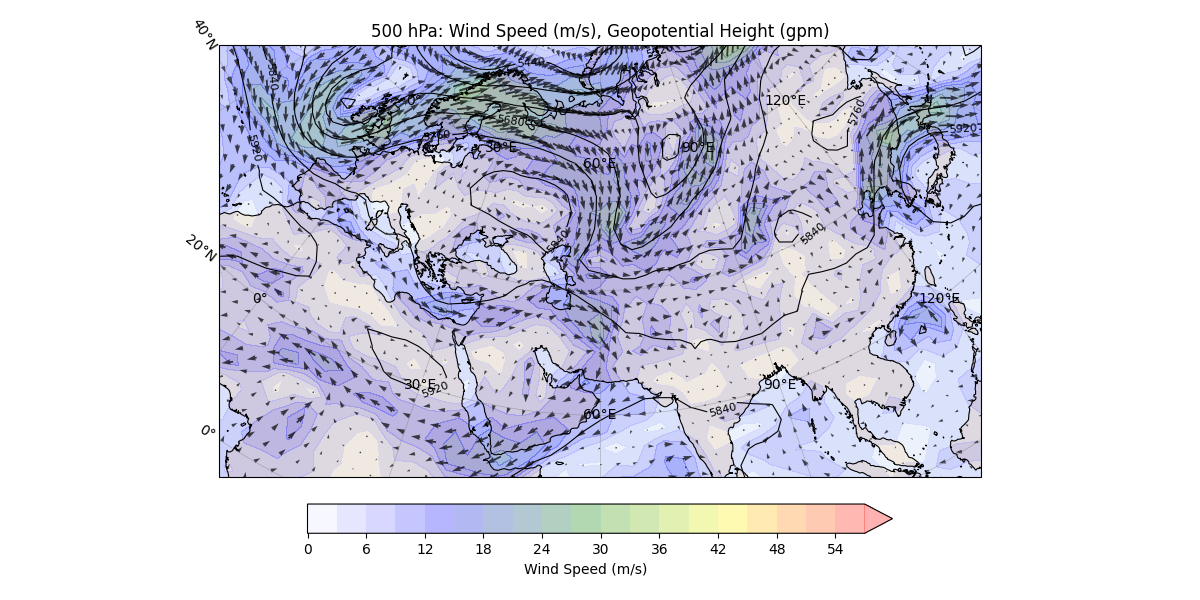 500 hPa: Wind Speed (m/s), Geopotential Height (gpm)
40°N
5440
5840
0°
120°E
5680
5760
5760
5920
5920
30°E
90°E
60°E
5840
5840
20°N
0°
120°E
30°E
5920
90°E
60°E
5840
0°
0 6 12 18 24 30 36 42 48 54
Wind Speed (m/s)